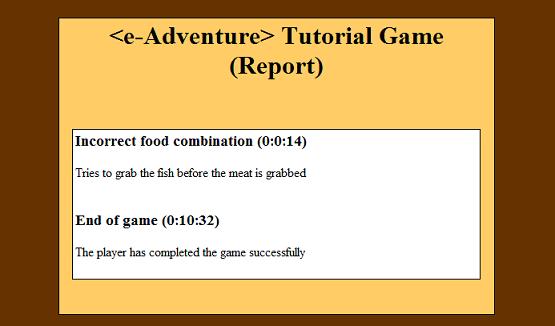 <e-Adventure> Tutorial Game
(Report)
Incorrect food combination (0:0:14)
Tries to grab the fish before the meat is grabbed
End of game (0:10:32)
The player has completed the game successfully